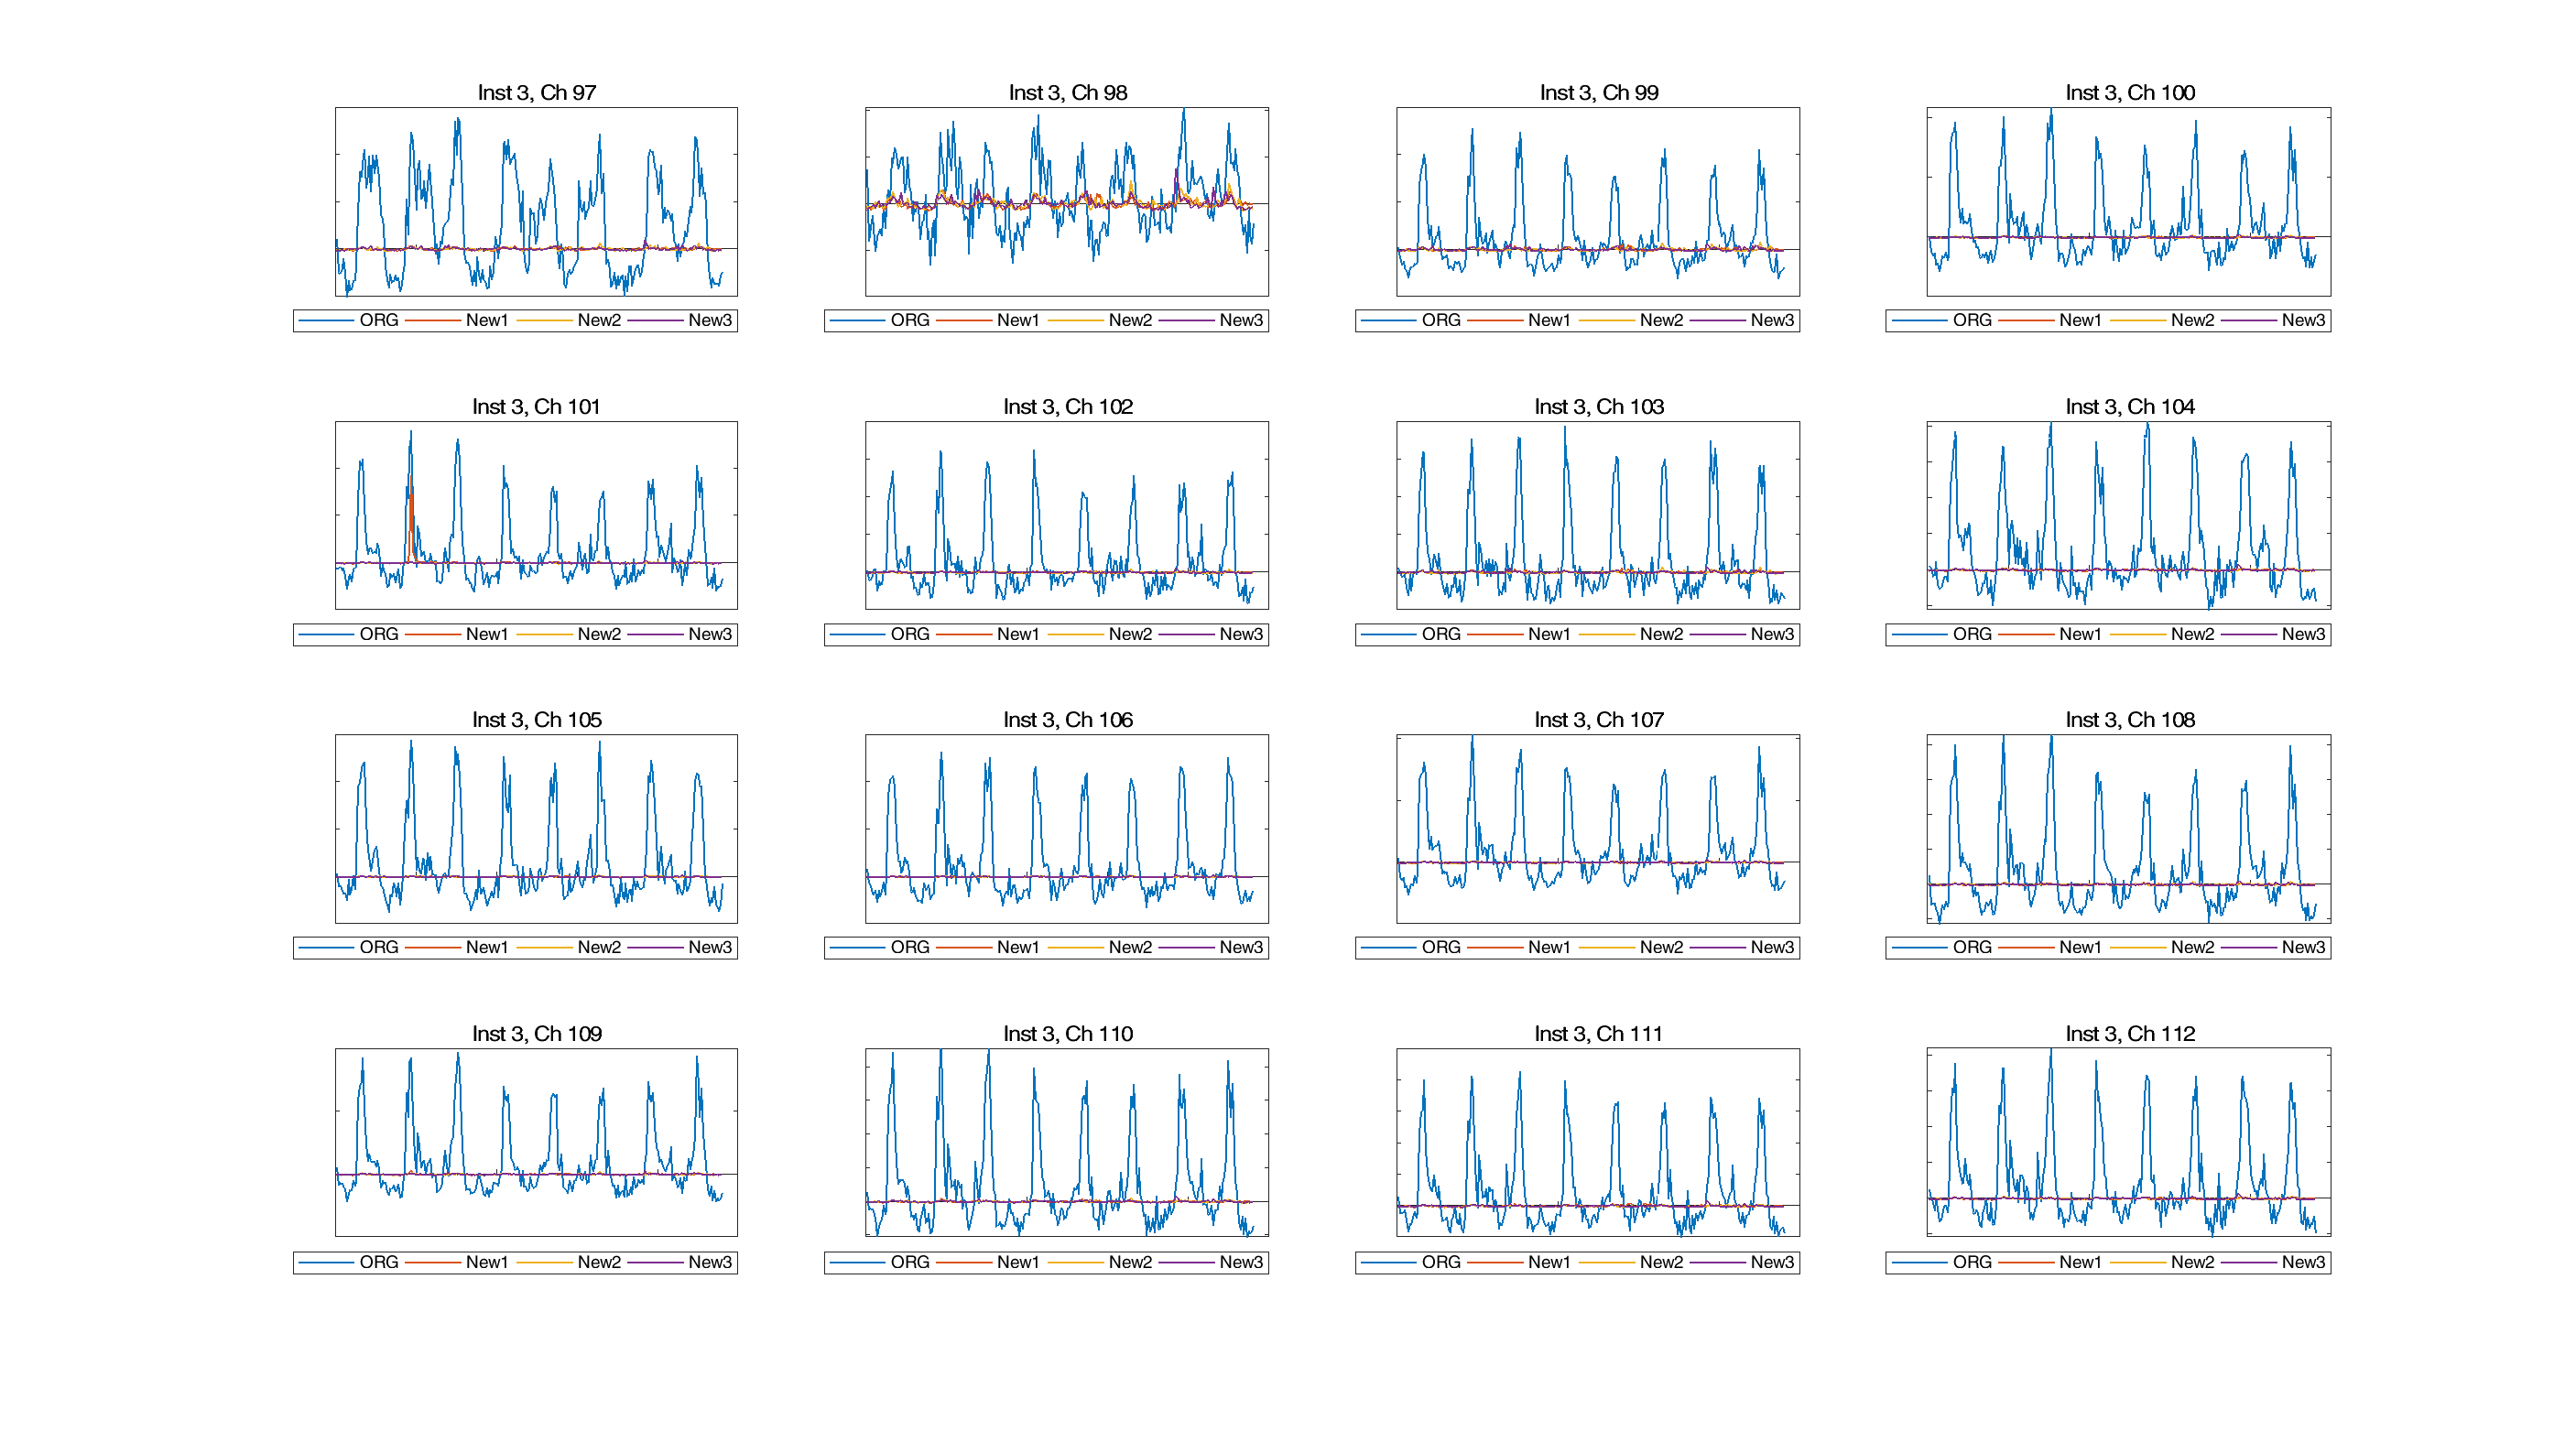 Inst 3, Ch 97
Inst 3, Ch 98
Inst 3, Ch 99
Inst 3, Ch 100
ORG New1 New2 New3
ORG New1 New2 New3
ORG New1 New2 New3
ORG New1 New2 New3
Inst 3, Ch 101
Inst 3, Ch 102
Inst 3, Ch 103
Inst 3, Ch 104
ORG New1 New2 New3
ORG New1 New2 New3
ORG New1 New2 New3
ORG New1 New2 New3
Inst 3, Ch 105
Inst 3, Ch 106
Inst 3, Ch 107
Inst 3, Ch 108
ORG New1 New2 New3
ORG New1 New2 New3
ORG New1 New2 New3
ORG New1 New2 New3
Inst 3, Ch 109
Inst 3, Ch 110
Inst 3, Ch 111
Inst 3, Ch 112
ORG New1 New2 New3
ORG New1 New2 New3
ORG New1 New2 New3
ORG New1 New2 New3